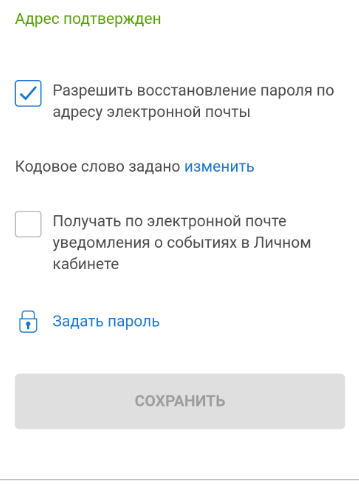 Адрес подтвержден
Разрешить восстановление пароля по
адресу электронной почты
Кодовое слово задано изменить
Получать по электронной почте
уведомления о событиях в Личном
кабинете
Задать пароль
СОХРАНИТЬ